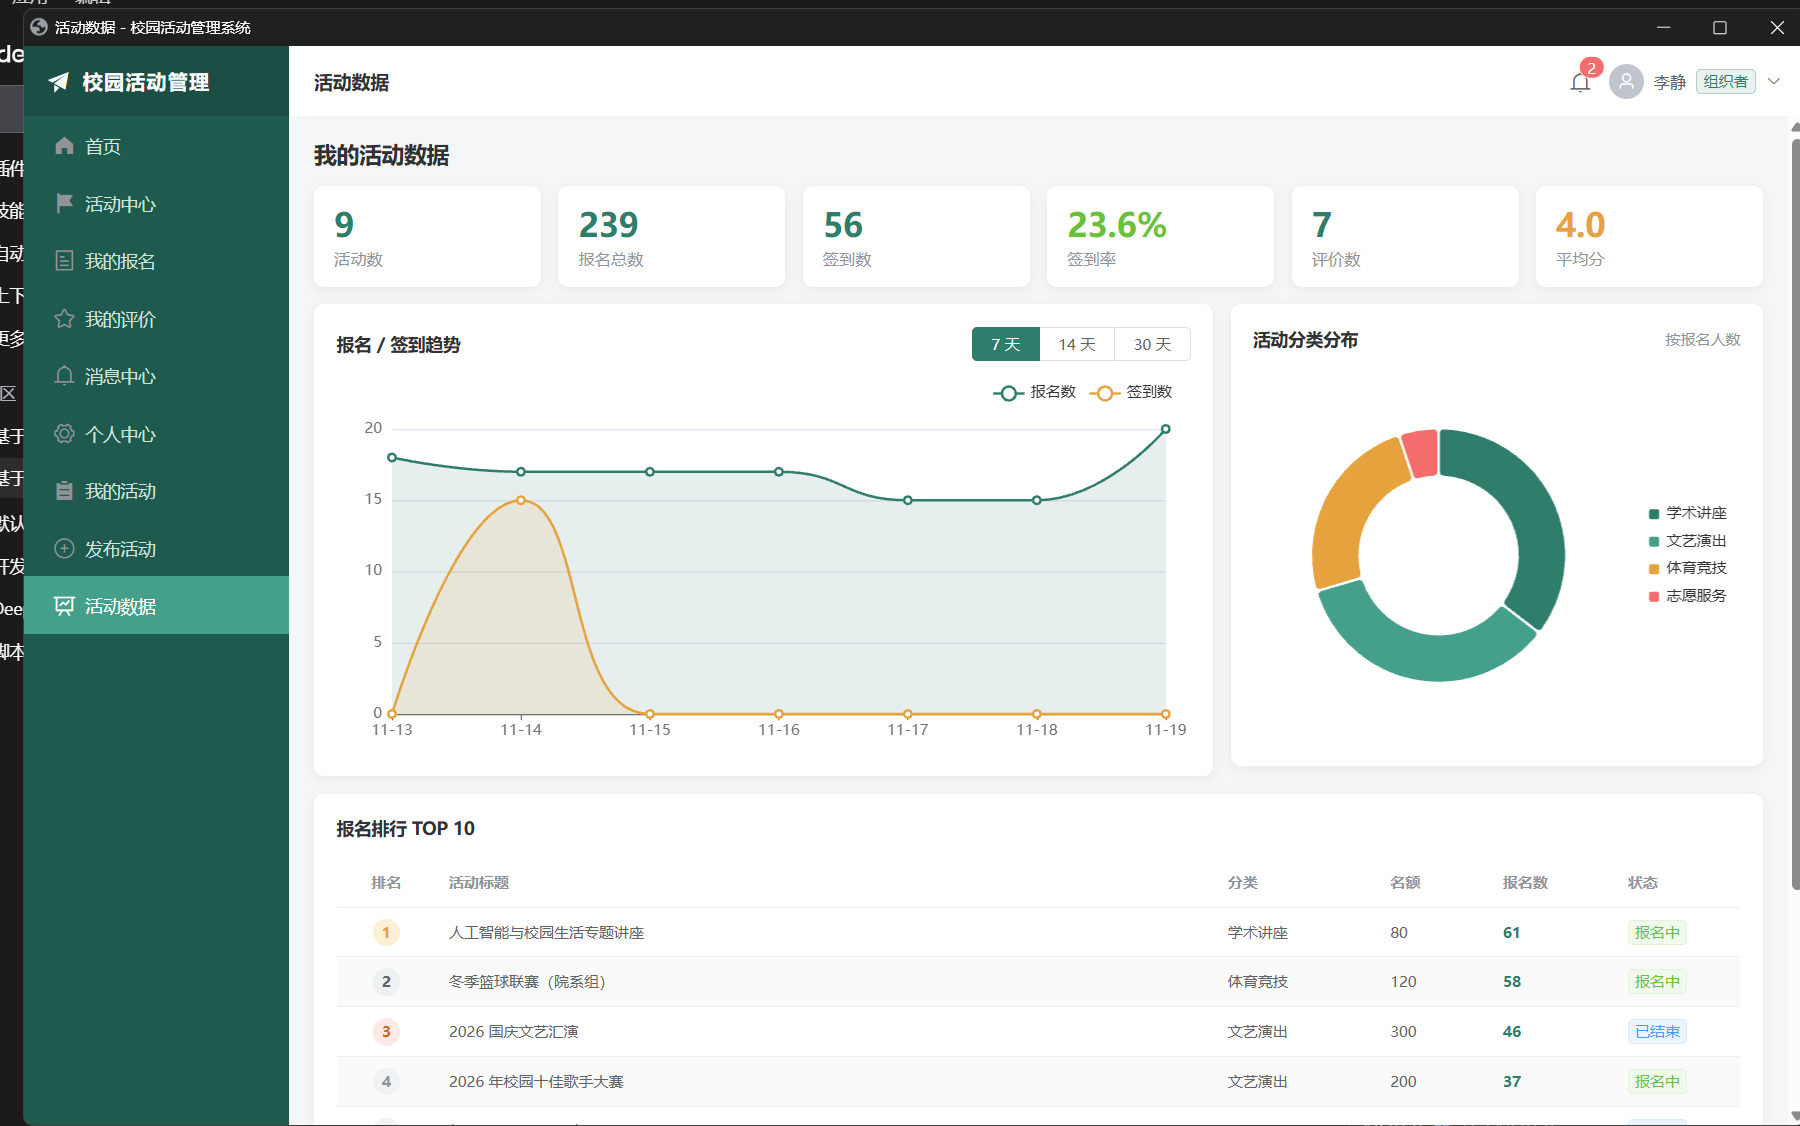 活动数据 - 校园活动管理系统
校园活动管理
首页
活动中心
我的报名
我的评价
消息中心
个人中心
我的活动
发布活动
活动数据
活动数据
2
李静
组织者
我的活动数据
9
活动数
239
报名总数
56
签到数
23.6%
签到率
7
评价数
4.0
平均分
报名 / 签到趋势
7 天
14 天
30 天
报名数
签到数
20
15
10
5
0
11-13
11-14
11-15
11-16
11-17
11-18
11-19
活动分类分布
按报名人数
学术讲座
文艺演出
体育竞技
志愿服务
报名排行 TOP 10
排名 活动标题 分类 名额 报名数 状态
1 人工智能与校园生活专题讲座 学术讲座 80 61 报名中
2 冬季篮球联赛（院系组） 体育竞技 120 58 报名中
3 2026 国庆文艺汇演 文艺演出 300 46 已结束
4 2026 年校园十佳歌手大赛 文艺演出 200 37 报名中